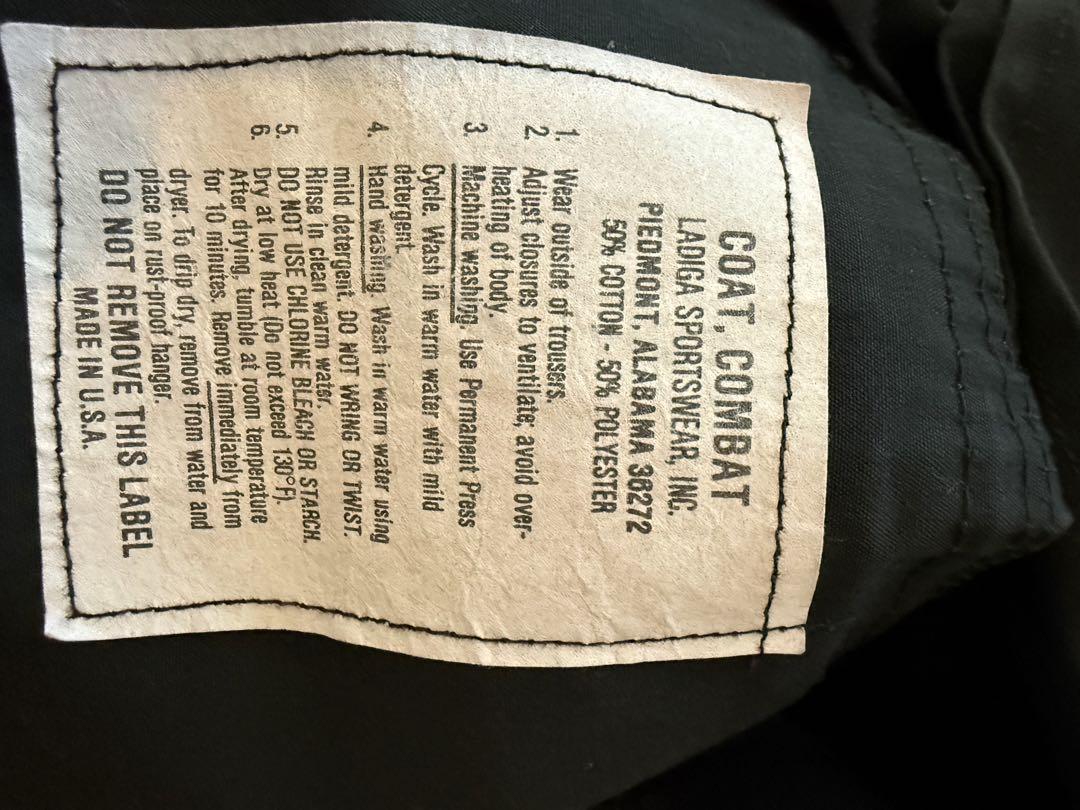 COAT, COMBAT
LADIGA SPORTSWEAR, INC.
PIEDMONT, ALABAMA 36272
50% COTTON - 50% POLYESTER
1. Wear outside of trousers.
2. Adjust closures to ventilate; avoid over-
heating of body.
3. Machine washing. Use Permanent Press
Cycle. Wash in warm water with mild
detergent.
4. Hand washing. Wash in warm water using
mild detergent. DO NOT WRING OR TWIST.
Rinse in clean warm water.
5. DO NOT USE CHLORINE BLEACH OR STARCH.
6. Dry at low heat (Do not exceed 130°F).
After drying, tumble at room temperature
for 10 minutes. Remove immediately from
dryer. To drip dry, remove from water and
place on rust-proof hanger.
DO NOT REMOVE THIS LABEL
MADE IN U.S.A.